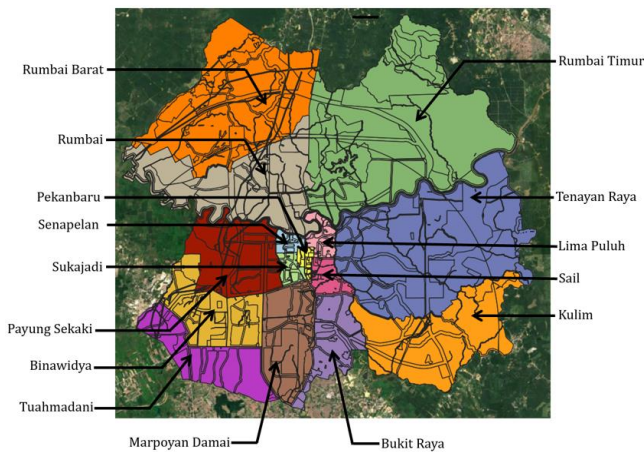 Rumbai Barat
Rumbai Timur
Rumbai
Pekanbaru
Tenayan Raya
Senapelan
Lima Puluh
Sukajadi
Sail
Kulim
Payung Sekaki
Binawidya
Tuahmadani
Marpoyan Damai
Bukit Raya